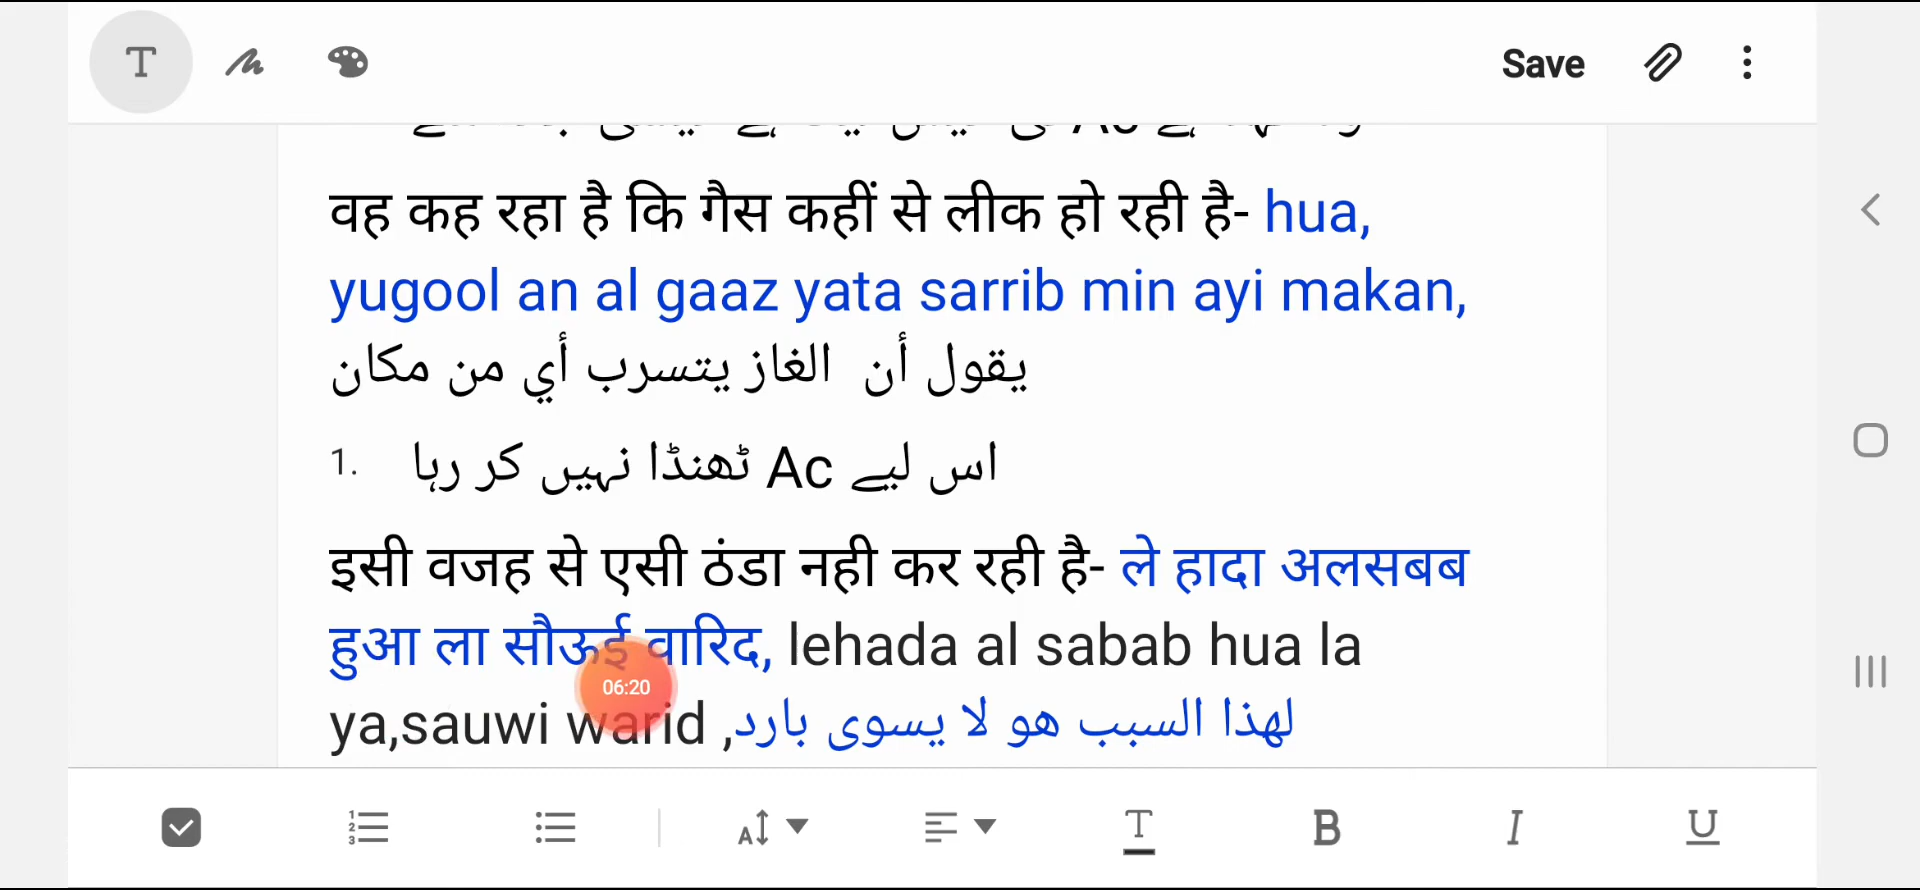 T
Save
वह कह रहा है कि गैस कहीं से लीक हो रही है- hua,
yugool an al gaaz yata sarrib min ayi makan,
يقول أن الغاز يتسرب أي من مكان
1. اس لیے Ac ٹھنڈا نہیں کر رہا
इसी वजह से एसी ठंडा नही कर रही है- ले हादा अलसबब
हुआ ला सौऊई वारिद, lehada al sabab hua la
ya,sauwi warid ,لهذا السبب هو لا يسوى بارد
06:20
A T B I U